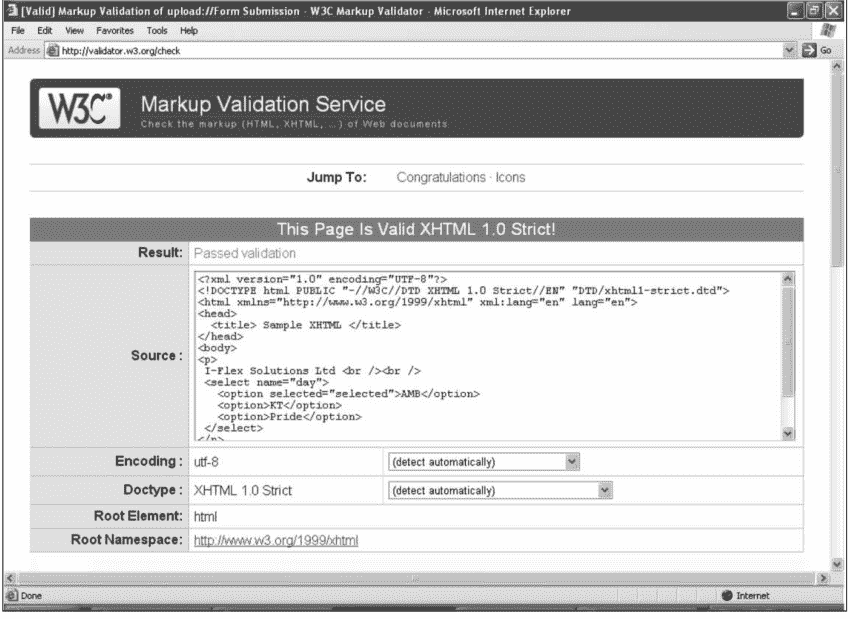 [Valid] Markup Validation of upload://Form Submission - W3C Markup Validator - Microsoft Internet Explorer
File Edit View Favorites Tools Help
Address http://validator.w3.org/check Go
W3C® Markup Validation Service
Check the markup (HTML, XHTML, …) of Web documents
Jump To: Congratulations · Icons
This Page Is Valid XHTML 1.0 Strict!
Result: Passed validation
Source :
<?xml version="1.0" encoding="UTF-8"?>
<!DOCTYPE html PUBLIC "-//W3C//DTD XHTML 1.0 Strict//EN" "DTD/xhtml1-strict.dtd">
<html xmlns="http://www.w3.org/1999/xhtml" xml:lang="en" lang="en">
<head>
<title> Sample XHTML </title>
</head>
<body>
<p>
I-Flex Solutions Ltd <br /><br />
<select name="day">
<option selected="selected">AMB</option>
<option>KT</option>
<option>Pride</option>
</select>
</p>
Encoding : utf-8 (detect automatically)
Doctype : XHTML 1.0 Strict (detect automatically)
Root Element: html
Root Namespace: http://www.w3.org/1999/xhtml
Done Internet